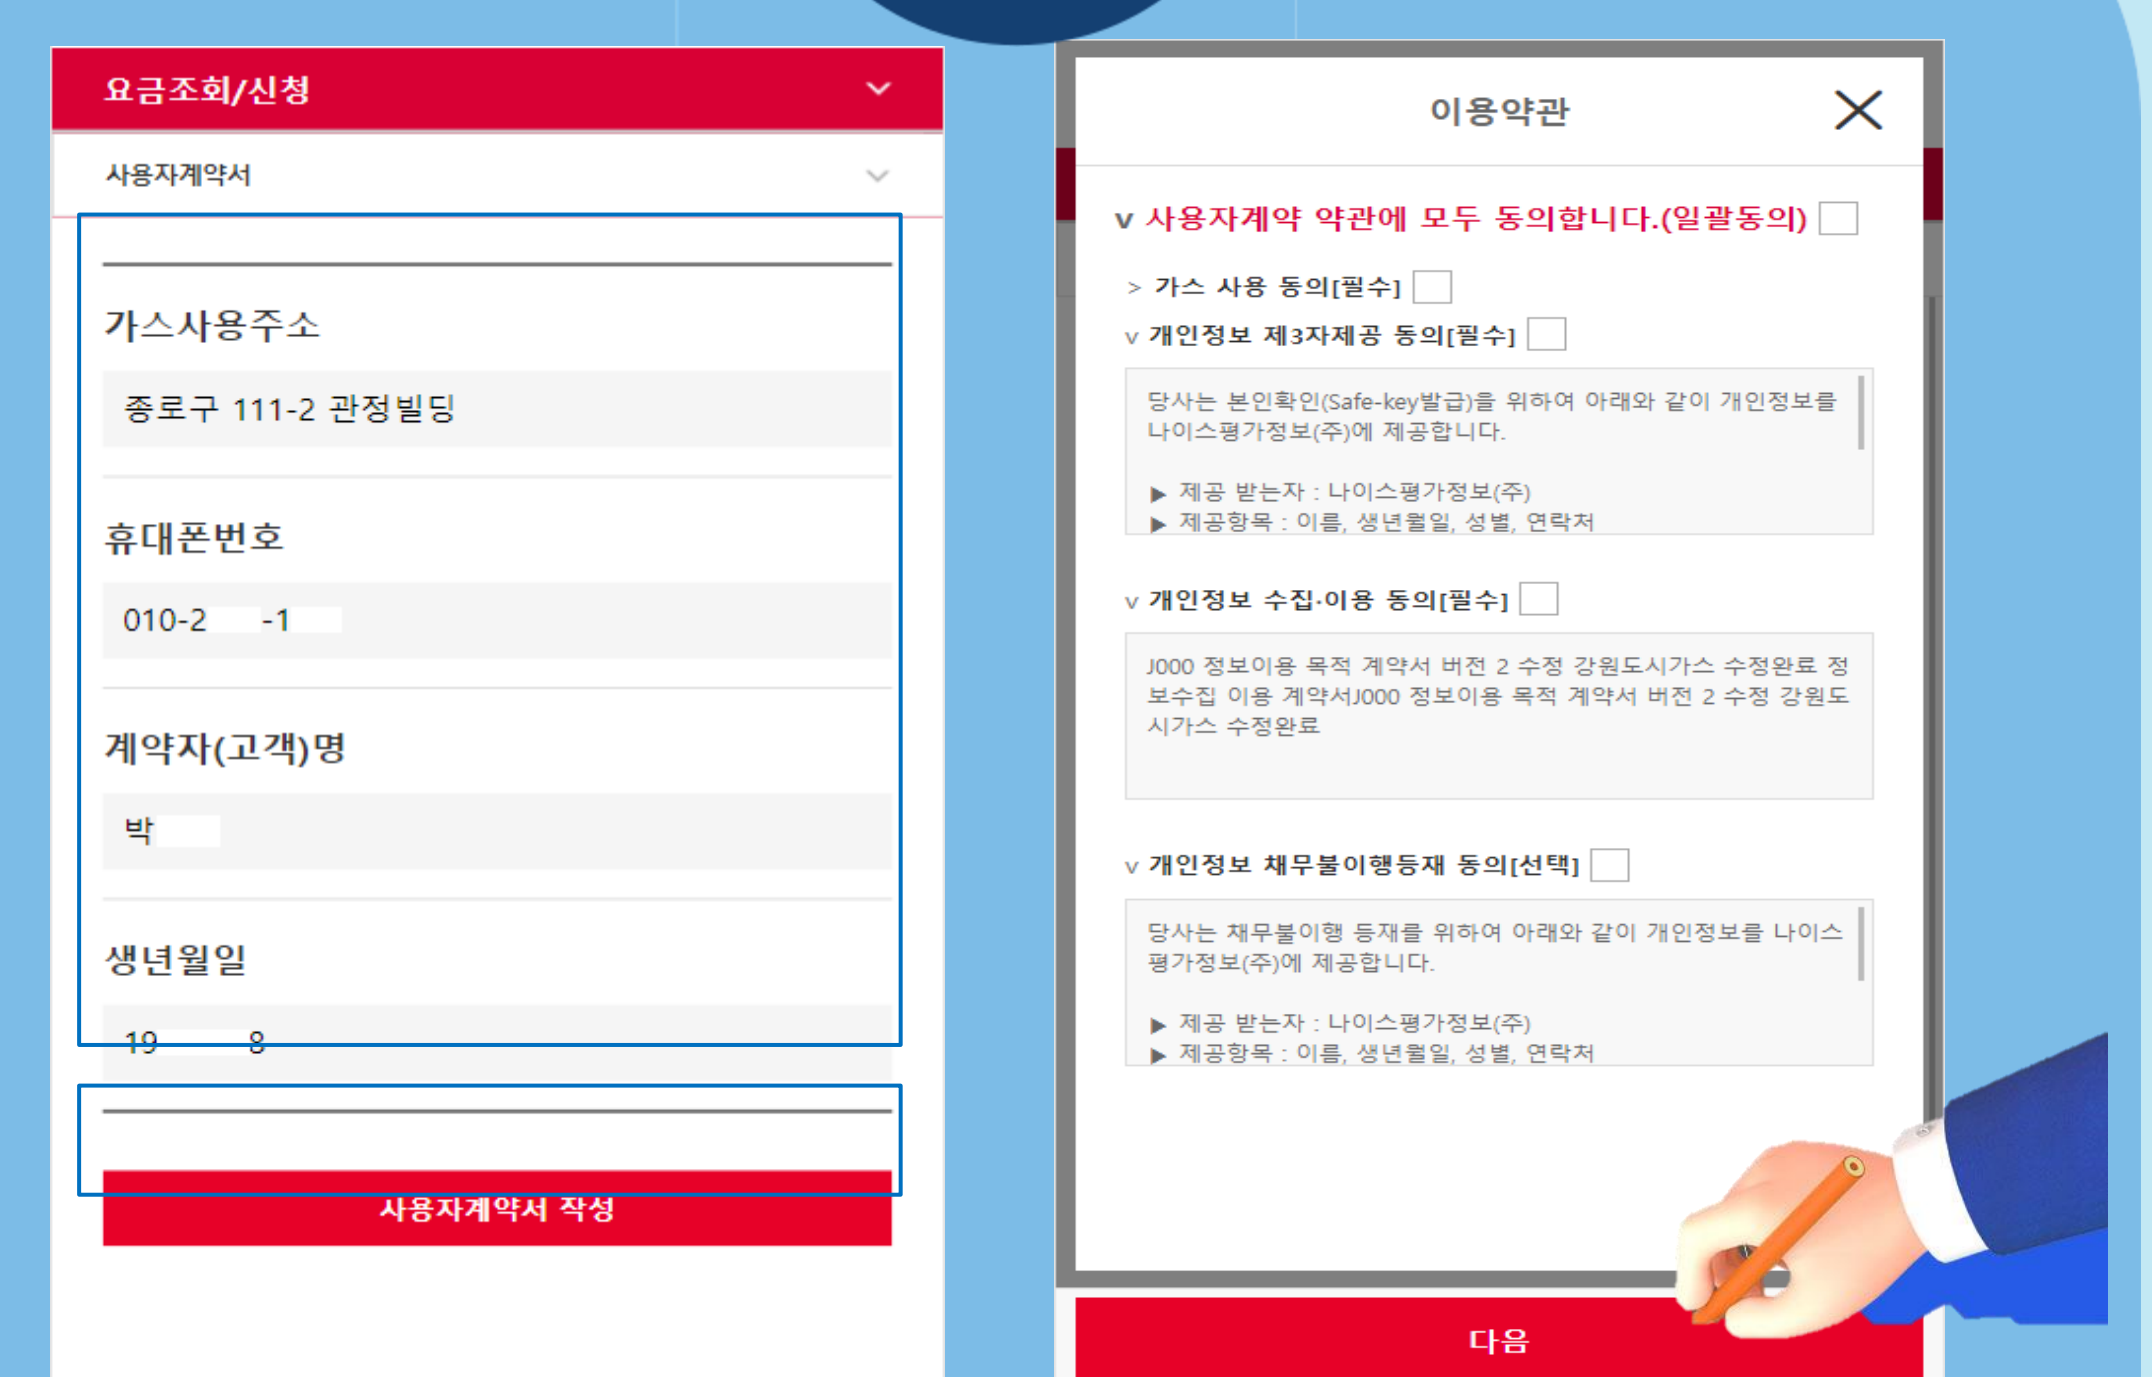 요금조회/신청
사용자계약서
가스사용주소
종로구 111-2 관정빌딩
휴대폰번호
010-2 -1
계약자(고객)명
박
생년월일
19 8
사용자계약서 작성
이용약관
v 사용자계약 약관에 모두 동의합니다.(일괄동의)
> 가스 사용 동의[필수]
v 개인정보 제3자제공 동의[필수]
당사는 본인확인(Safe-key발급)을 위하여 아래와 같이 개인정보를
나이스평가정보(주)에 제공합니다.
▶ 제공 받는자 : 나이스평가정보(주)
▶ 제공항목 : 이름, 생년월일, 성별, 연락처
v 개인정보 수집·이용 동의[필수]
J000 정보이용 목적 계약서 버전 2 수정 강원도시가스 수정완료 정
보수집 이용 계약서J000 정보이용 목적 계약서 버전 2 수정 강원도
시가스 수정완료
v 개인정보 채무불이행등재 동의[선택]
당사는 채무불이행 등재를 위하여 아래와 같이 개인정보를 나이스
평가정보(주)에 제공합니다.
▶ 제공 받는자 : 나이스평가정보(주)
▶ 제공항목 : 이름, 생년월일, 성별, 연락처
다음